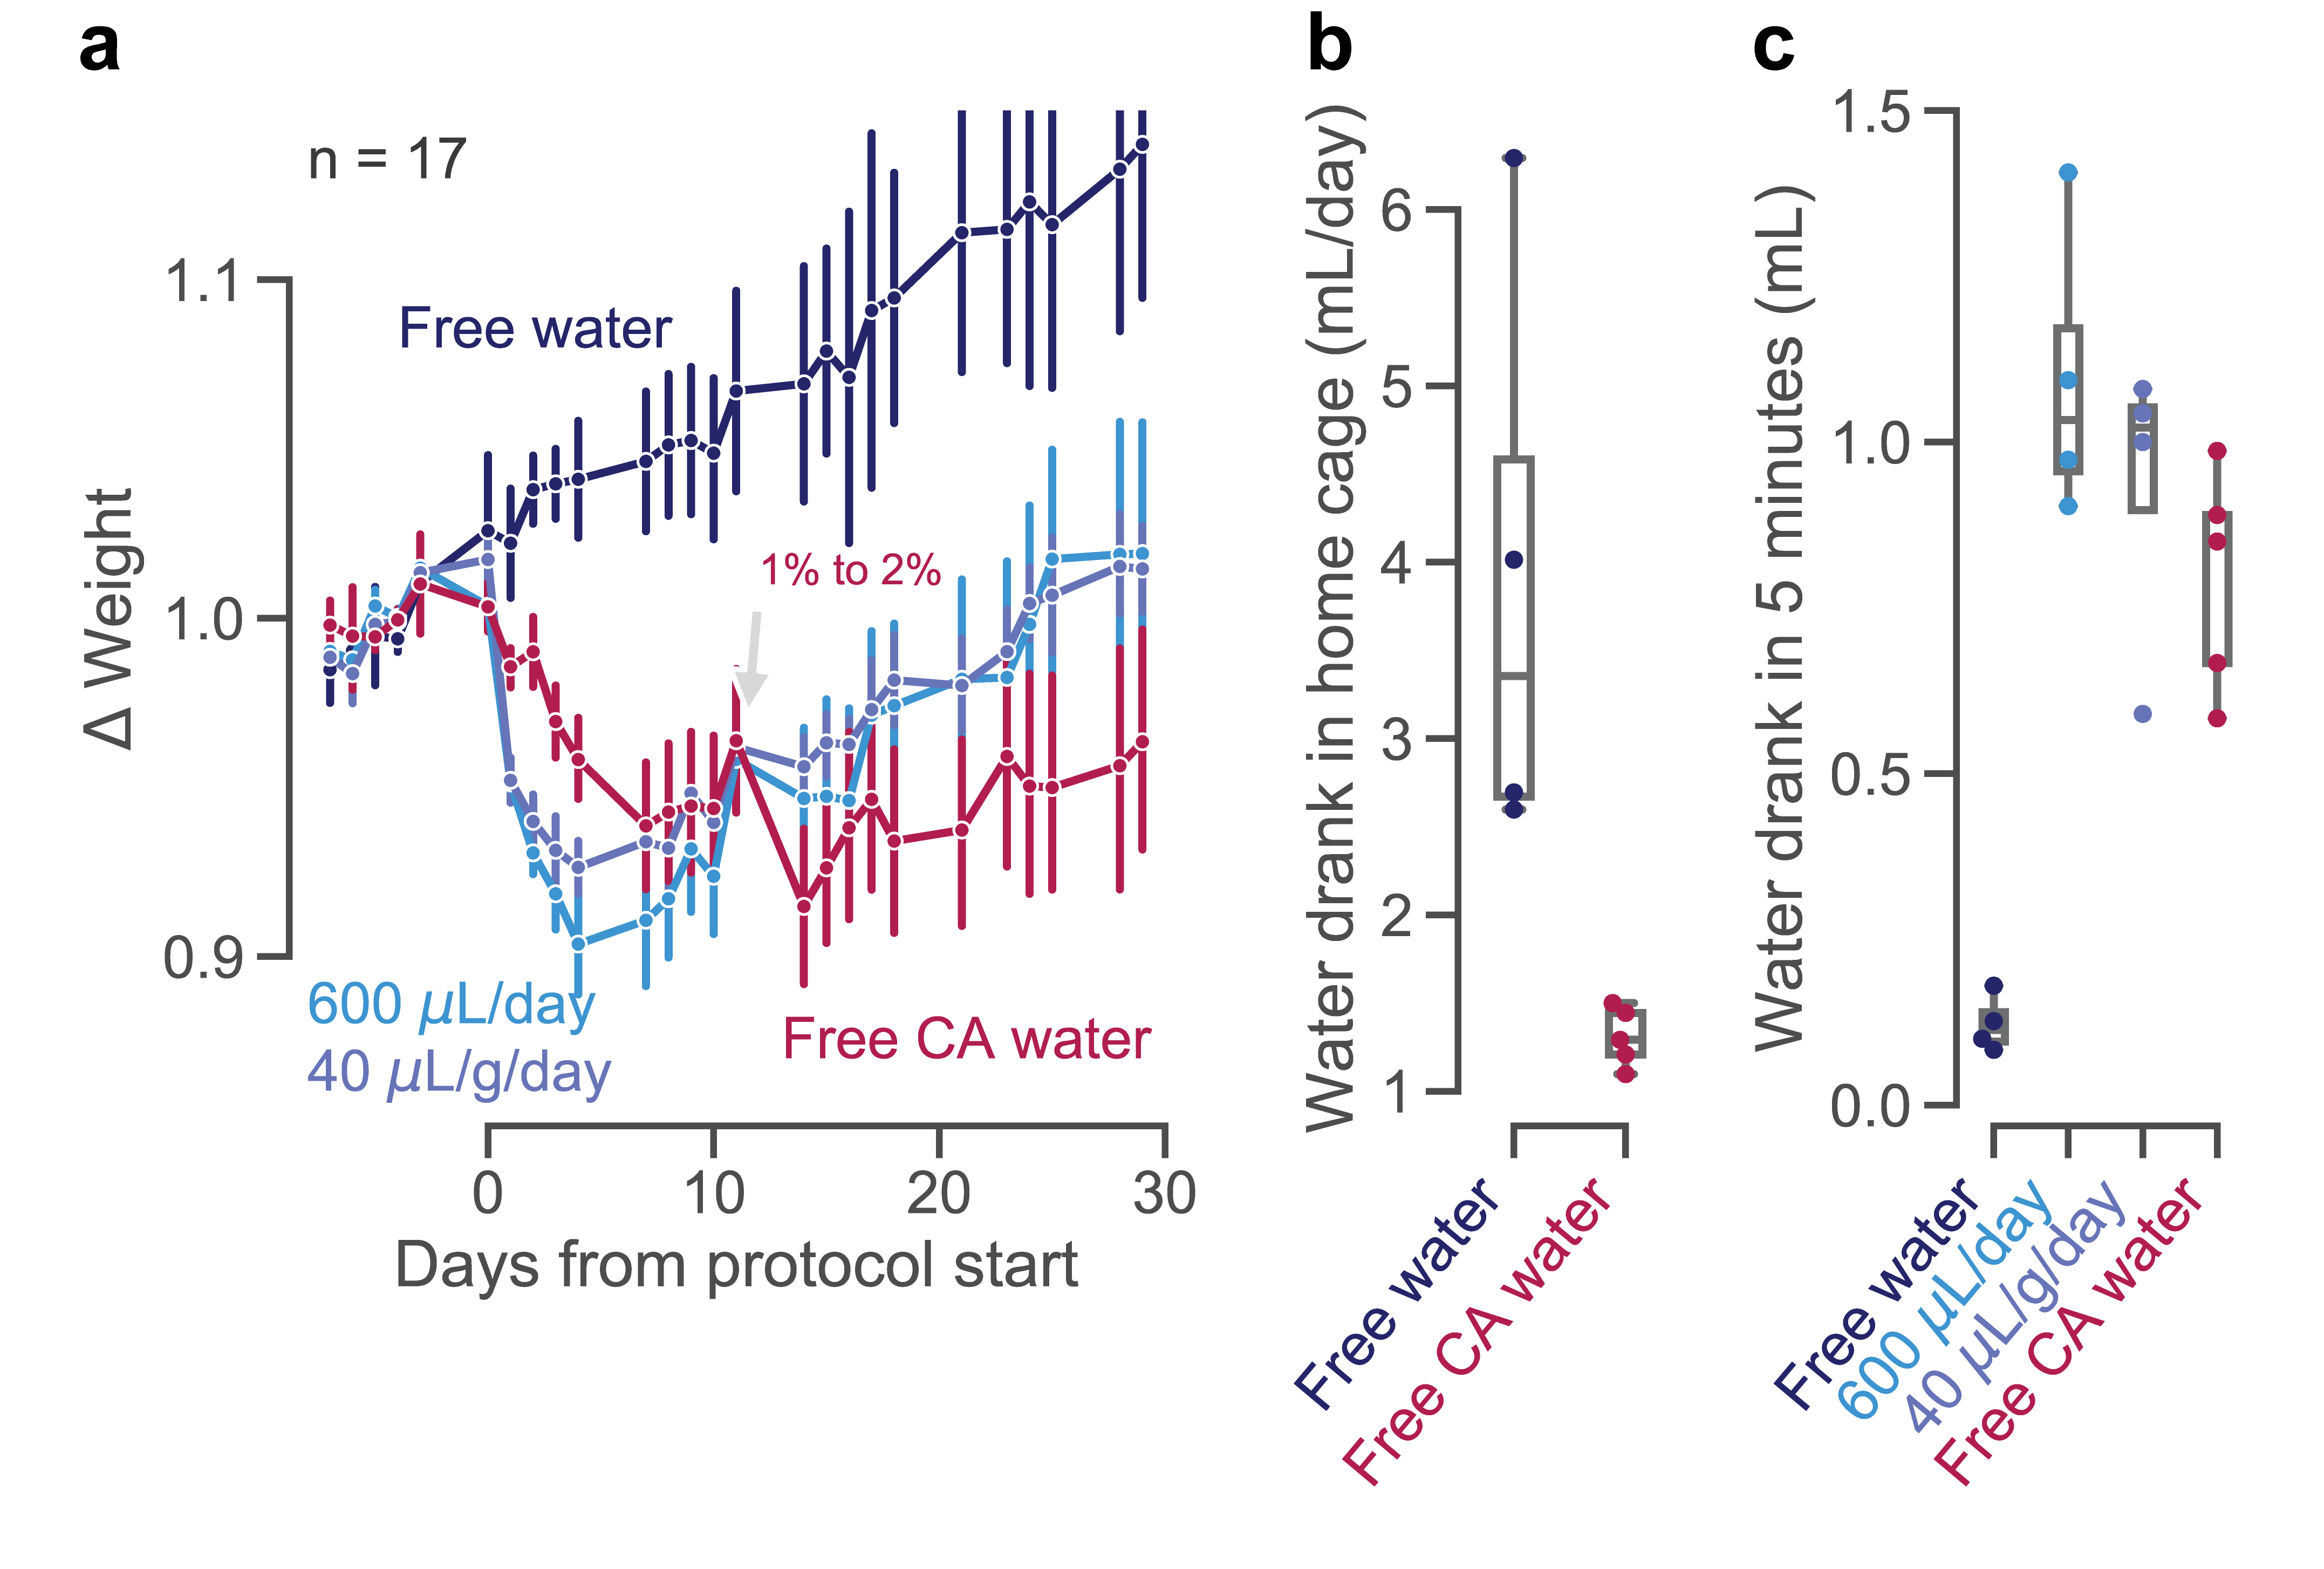 a
n = 17
Δ Weight
1.1
1.0
0.9
Free water
1% to 2%
600 µL/day
40 µL/g/day
Free CA water
0
10
20
30
Days from protocol start
b
Water drank in home cage (mL/day)
6
5
4
3
2
1
Free water
Free CA water
c
Water drank in 5 minutes (mL)
1.5
1.0
0.5
0.0
Free water
600 µL/day
40 µL/g/day
Free CA water